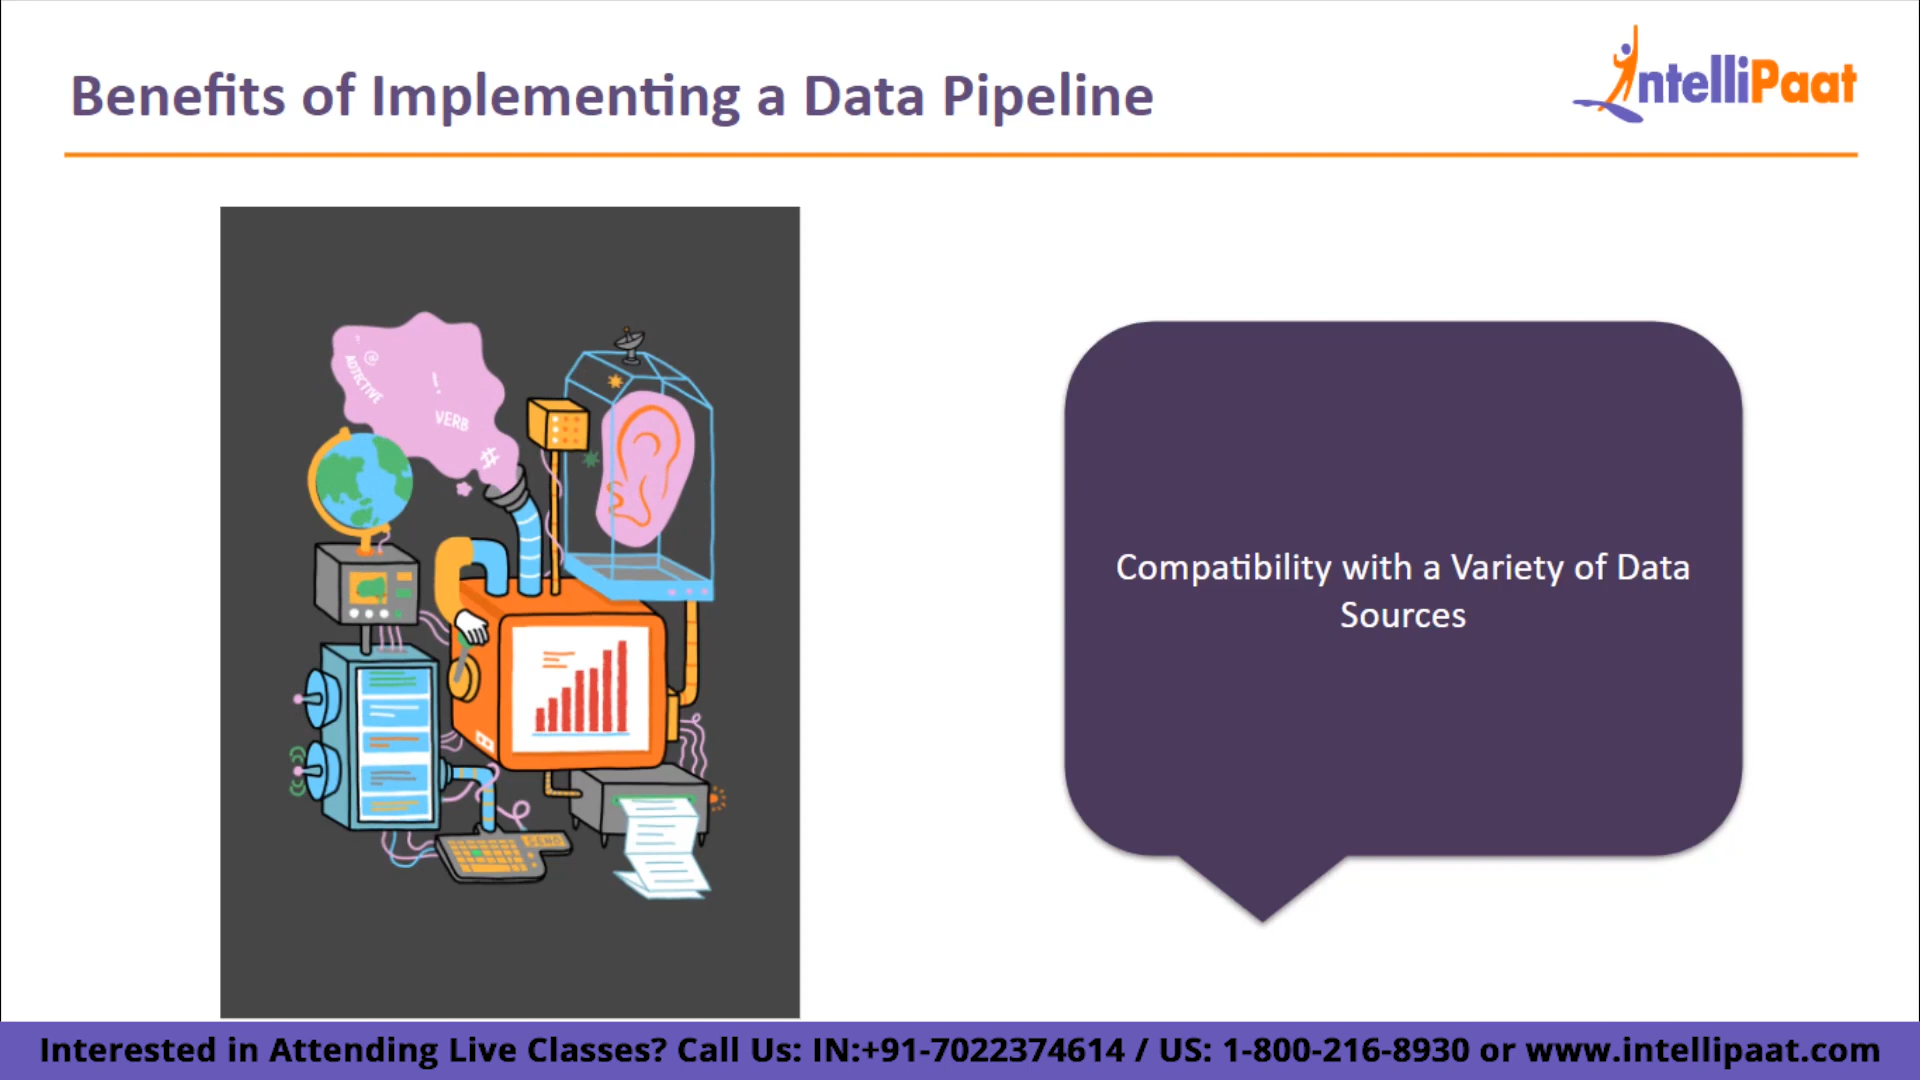 Benefits of Implementing a Data Pipeline
IntelliPaat
@
ADJECTIVE
!
VERB
#
SEND
Compatibility with a Variety of Data
Sources
Interested in Attending Live Classes? Call Us: IN:+91-7022374614 / US: 1-800-216-8930 or www.intellipaat.com